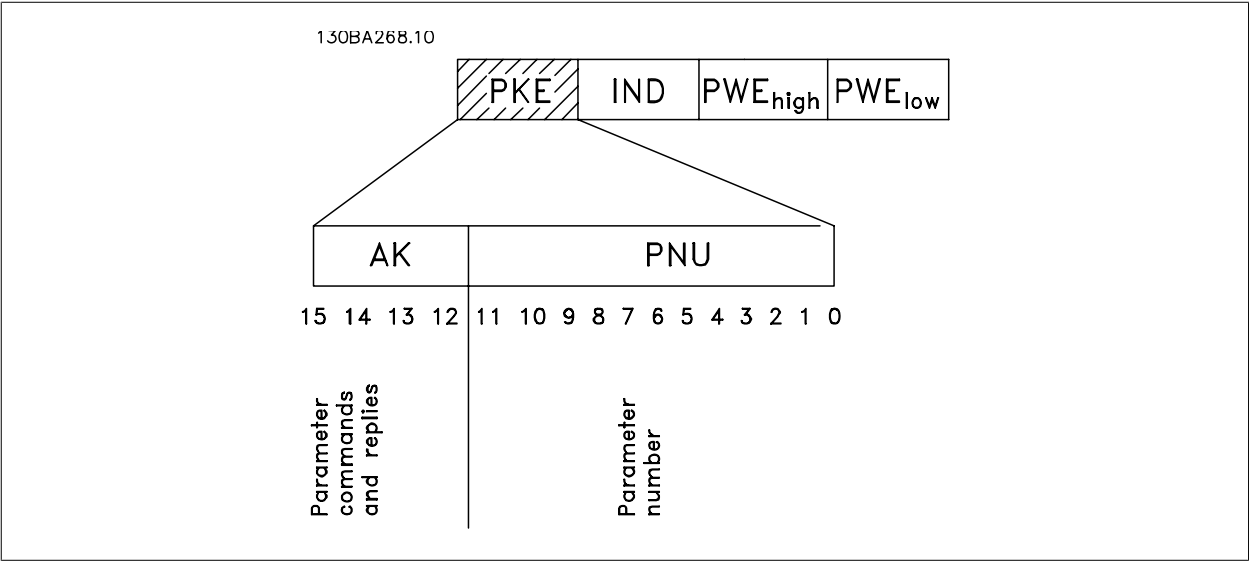 130BA268.10
PKE IND PWEhigh PWElow
AK PNU
15 14 13 12 11 10 9 8 7 6 5 4 3 2 1 0
Parameter
commands
and replies
Parameter
number